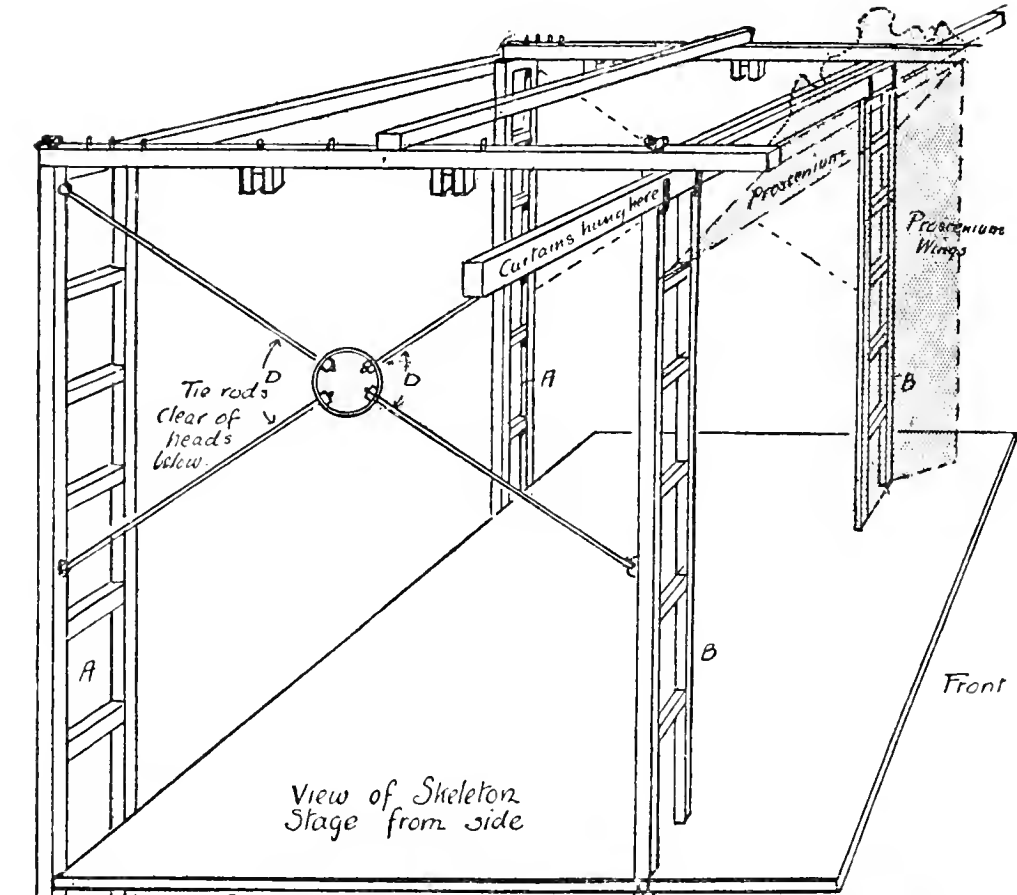 Curtains hung here
Proscenium
Proscenium
Wings
D
D
Tie rods
clear of
heads
below.
A
B
A
B
Front
View of Skeleton
Stage from side